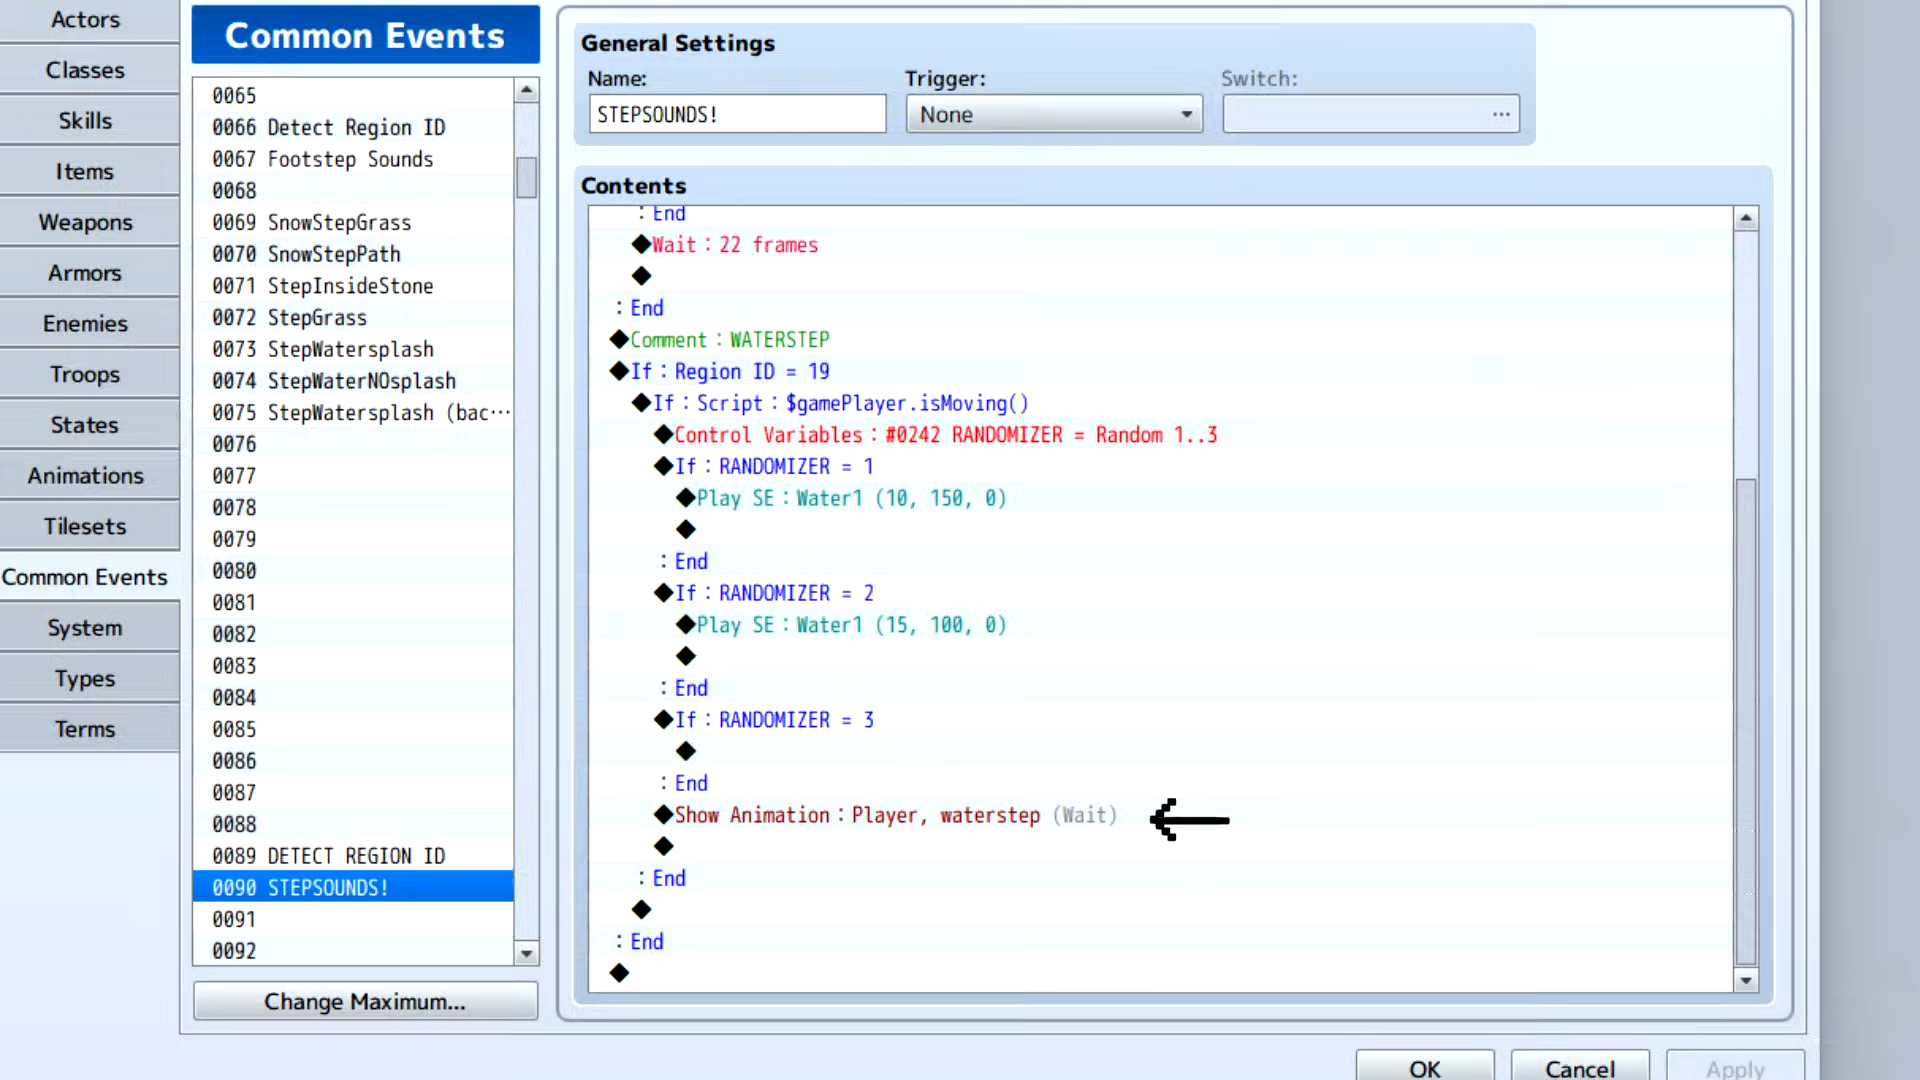 Actors
Classes
Skills
Items
Weapons
Armors
Enemies
Troops
States
Animations
Tilesets
Common Events
System
Types
Terms
Common Events
0065
0066 Detect Region ID
0067 Footstep Sounds
0068
0069 SnowStepGrass
0070 SnowStepPath
0071 StepInsideStone
0072 StepGrass
0073 StepWatersplash
0074 StepWaterNOsplash
0075 StepWatersplash (bac…
0076
0077
0078
0079
0080
0081
0082
0083
0084
0085
0086
0087
0088
0089 DETECT REGION ID
0090 STEPSOUNDS!
0091
0092
Change Maximum...
General Settings
Name:
Trigger:
Switch:
STEPSOUNDS!
None
...
Contents
: End
◆Wait : 22 frames
◆
: End
◆Comment : WATERSTEP
◆If : Region ID = 19
◆If : Script : $gamePlayer.isMoving()
◆Control Variables : #0242 RANDOMIZER = Random 1..3
◆If : RANDOMIZER = 1
◆Play SE : Water1 (10, 150, 0)
◆
: End
◆If : RANDOMIZER = 2
◆Play SE : Water1 (15, 100, 0)
◆
: End
◆If : RANDOMIZER = 3
◆
: End
◆Show Animation : Player, waterstep (Wait)
◆
: End
◆
: End
◆
OK
Cancel
Apply